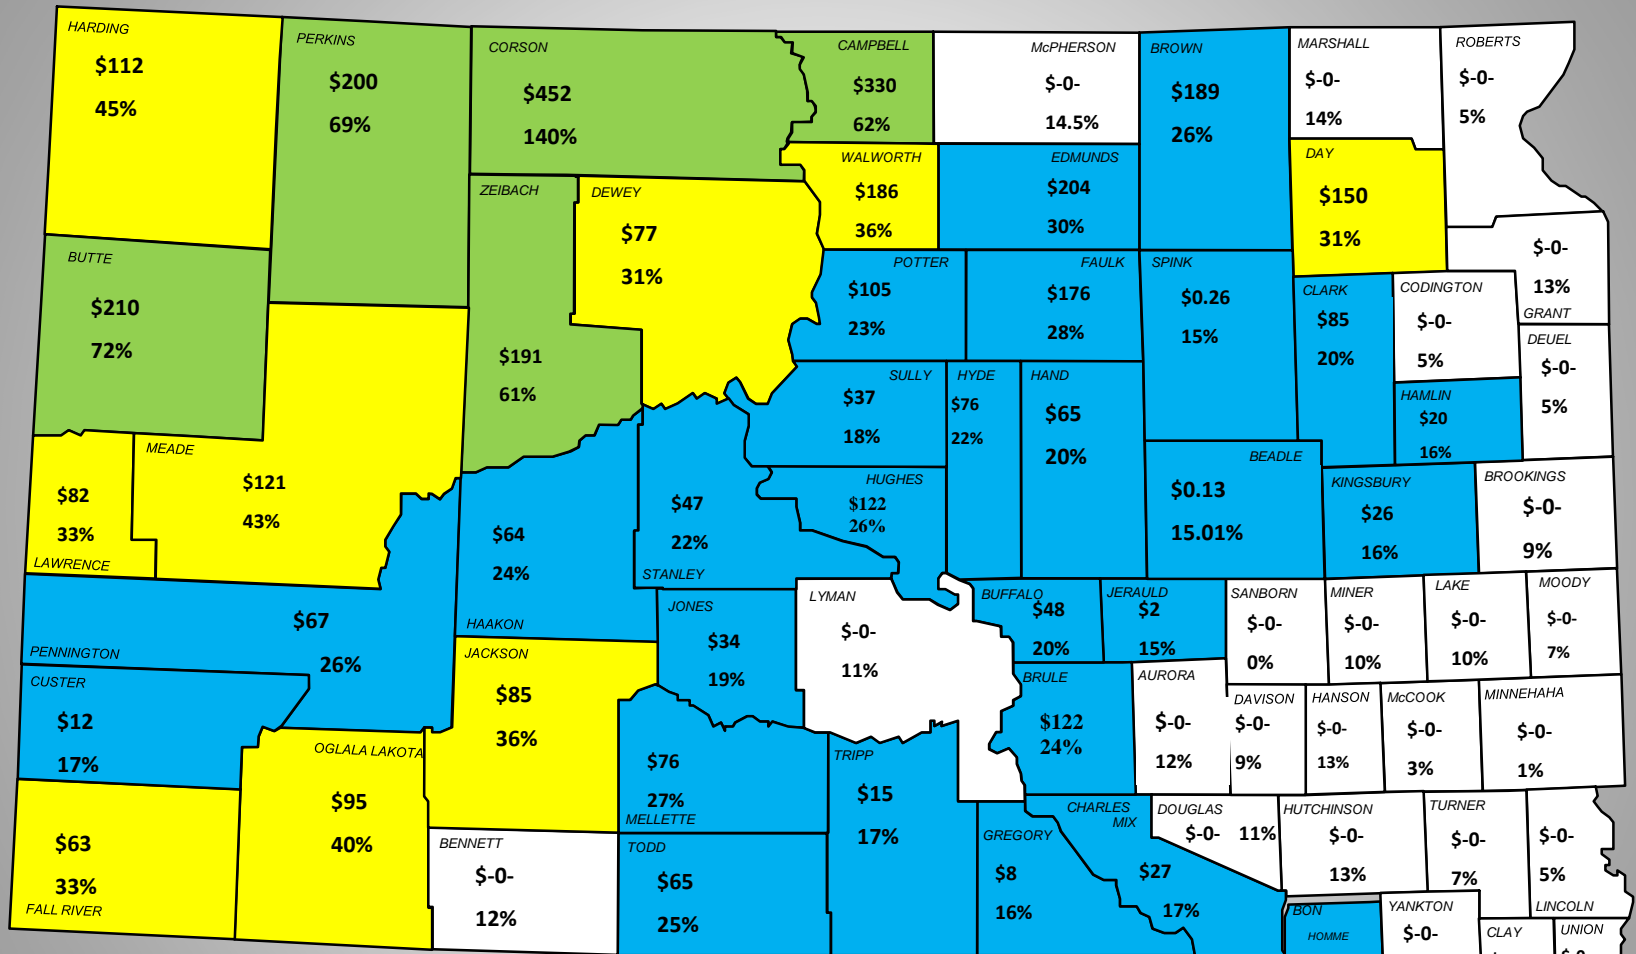 HARDING
$112
45%
PERKINS
$200
69%
CORSON
$452
140%
CAMPBELL
$330
62%
McPHERSON
$-0-
14.5%
BROWN
$189
26%
MARSHALL
$-0-
14%
ROBERTS
$-0-
5%
WALWORTH
$186
36%
EDMUNDS
$204
30%
DAY
$150
31%
ZEIBACH
$191
61%
DEWEY
$77
31%
BUTTE
$210
72%
POTTER
$105
23%
FAULK
$176
28%
SPINK
$0.26
15%
CLARK
$85
20%
CODINGTON
$-0-
5%
$-0-
13%
GRANT
DEUEL
$-0-
5%
HAMLIN
$20
16%
SULLY
$37
18%
HYDE
$76
22%
HAND
$65
20%
MEADE
$121
43%
$82
33%
LAWRENCE
HUGHES
$122
26%
BEADLE
$0.13
15.01%
KINGSBURY
$26
16%
BROOKINGS
$-0-
9%
$64
24%
HAAKON
$47
22%
STANLEY
$67
26%
PENNINGTON
JONES
$34
19%
LYMAN
$-0-
11%
BUFFALO
$48
20%
JERAULD
$2
15%
SANBORN
$-0-
0%
MINER
$-0-
10%
LAKE
$-0-
10%
MOODY
$-0-
7%
CUSTER
$12
17%
JACKSON
$85
36%
BRULE
$122
24%
AURORA
$-0-
12%
DAVISON
$-0-
9%
HANSON
$-0-
13%
McCOOK
$-0-
3%
MINNEHAHA
$-0-
1%
OGLALA LAKOTA
$95
40%
$76
27%
MELLETTE
TRIPP
$15
17%
$63
33%
FALL RIVER
BENNETT
$-0-
12%
TODD
$65
25%
GREGORY
$8
16%
CHARLES
MIX
$27
17%
DOUGLAS
$-0- 11%
HUTCHINSON
$-0-
13%
TURNER
$-0-
7%
$-0-
5%
LINCOLN
BON
HOMME
YANKTON
$-0-
CLAY
UNION